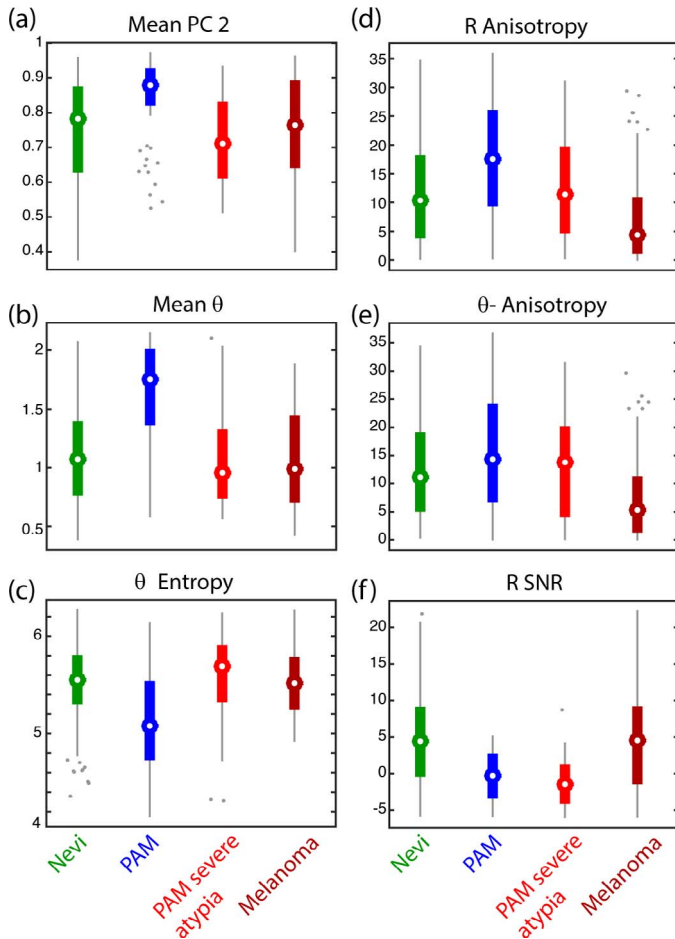 (a)
Mean PC 2
1
0.9
0.8
0.7
0.6
0.5
0.4
(b)
Mean θ
2
1.5
1
0.5
(c)
θ Entropy
6
5
4
Nevi
PAM
PAM severe
atypia
Melanoma
(d)
R Anisotropy
35
30
25
20
15
10
5
0
(e)
θ- Anisotropy
35
30
25
20
15
10
5
0
(f)
R SNR
20
15
10
5
0
-5
Nevi
PAM
PAM severe
atypia
Melanoma